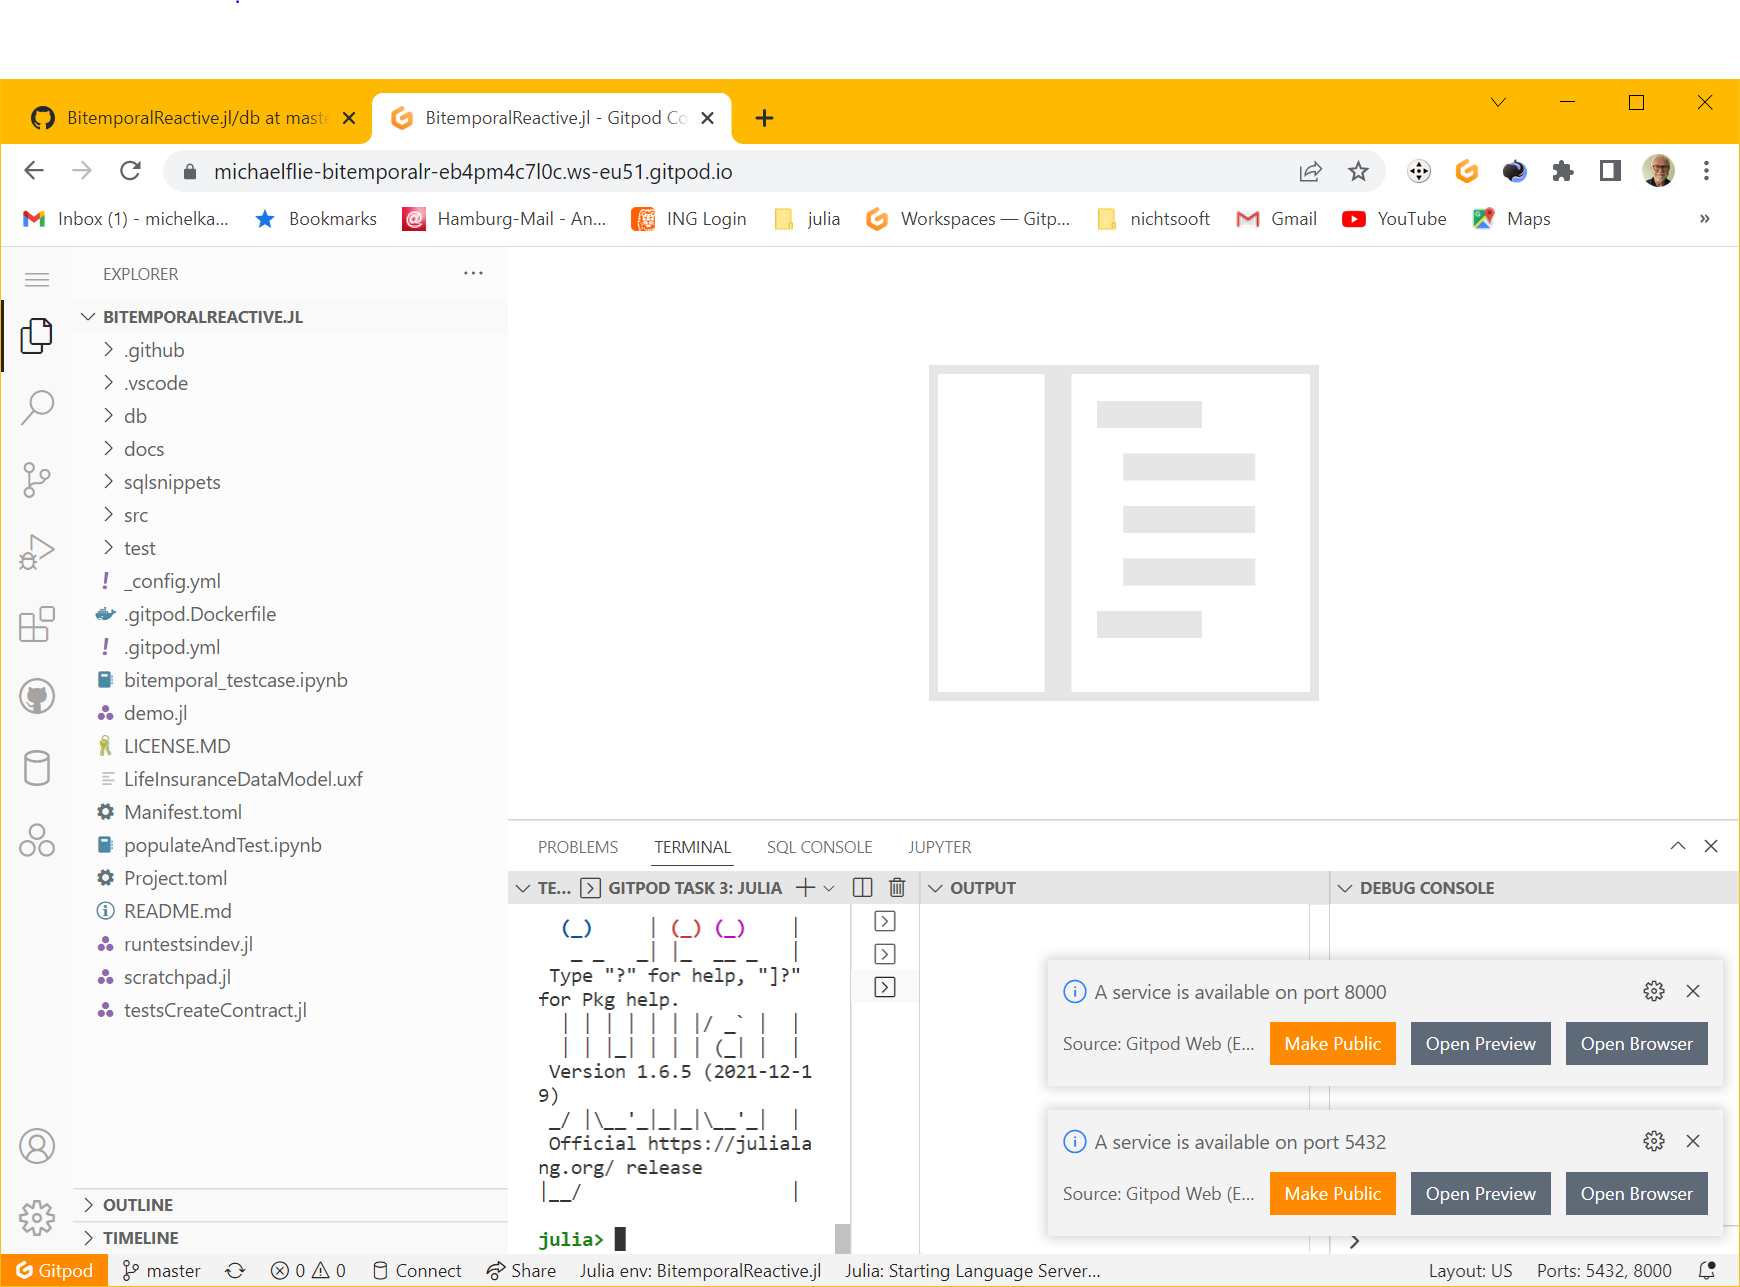 BitemporalReactive.jl/db at maste
BitemporalReactive.jl - Gitpod Co
michaelflie-bitemporalr-eb4pm4c7l0c.ws-eu51.gitpod.io
Inbox (1) - michelka...
Bookmarks
Hamburg-Mail - An...
ING Login
julia
Workspaces — Gitp...
nichtsooft
Gmail
YouTube
Maps
»
EXPLORER
BITEMPORALREACTIVE.JL
.github
.vscode
db
docs
sqlsnippets
src
test
_config.yml
.gitpod.Dockerfile
.gitpod.yml
bitemporal_testcase.ipynb
demo.jl
LICENSE.MD
LifeInsuranceDataModel.uxf
Manifest.toml
populateAndTest.ipynb
Project.toml
README.md
runtestsindev.jl
scratchpad.jl
testsCreateContract.jl
OUTLINE
TIMELINE
PROBLEMS TERMINAL SQL CONSOLE JUPYTER
TE... GITPOD TASK 3: JULIA
OUTPUT
DEBUG CONSOLE
(_)     | (_) (_)    |
_ _   _| |_  __ _   |
Type "?" for help, "]?"
for Pkg help.
| | | | | | |/ _` |  |
| | |_| | | | (_| |  |
Version 1.6.5 (2021-12-1
9)
_/ |\__'_|_|_|\__'_|  |
Official https://juliala
ng.org/ release
|__/                  |
julia>
A service is available on port 8000
Source: Gitpod Web (E... Make Public Open Preview Open Browser
A service is available on port 5432
Source: Gitpod Web (E... Make Public Open Preview Open Browser
Gitpod master 0 0 Connect Share Julia env: BitemporalReactive.jl Julia: Starting Language Server... Layout: US Ports: 5432, 8000